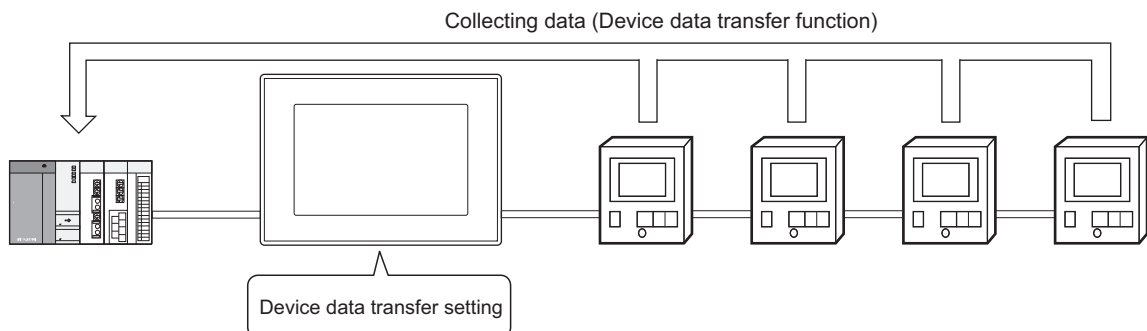 Collecting data (Device data transfer function)
Device data transfer setting